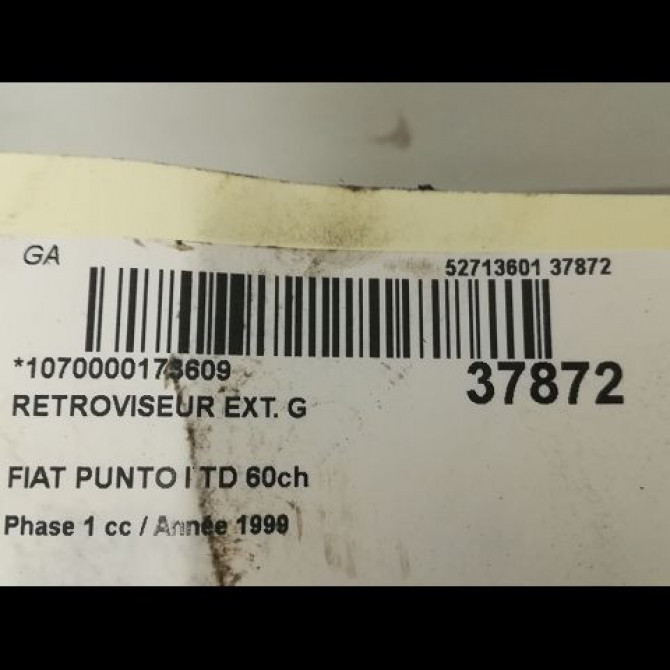 GA
52713601 37872
*1070000173609
37872
RETROVISEUR EXT. G
FIAT PUNTO I TD 60ch
Phase 1 cc / Année 1999